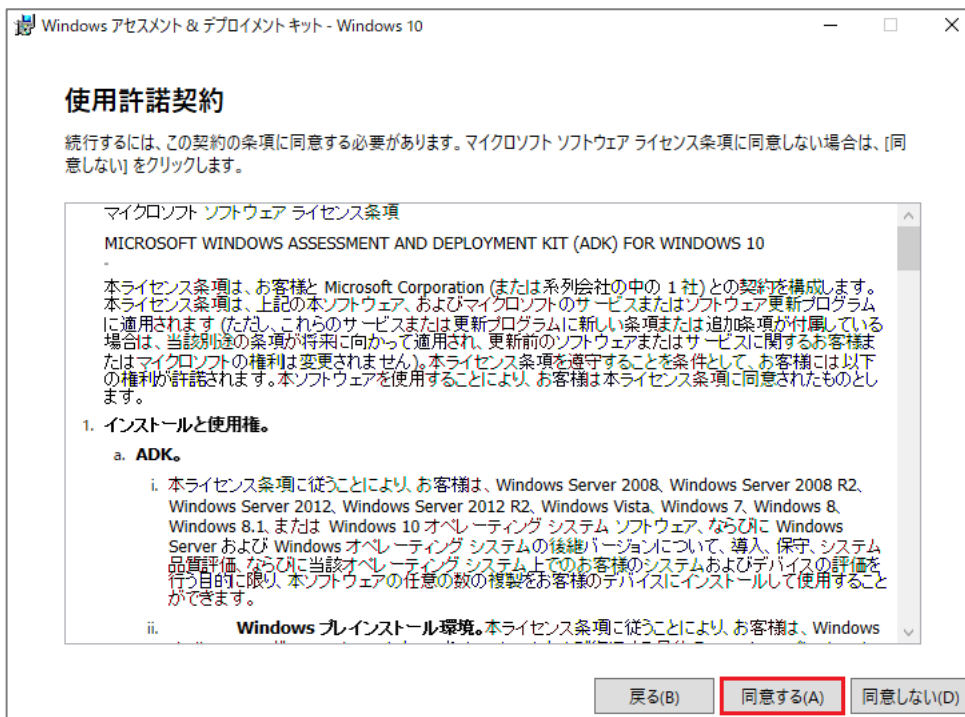 Windows アセスメント & デプロイメント キット - Windows 10
使用許諾契約
続行するには、この契約の条項に同意する必要があります。マイクロソフト ソフトウェア ライセンス条項に同意しない場合は、[同
意しない] をクリックします。
マイクロソフト ソフトウェア ライセンス条項
MICROSOFT WINDOWS ASSESSMENT AND DEPLOYMENT KIT (ADK) FOR WINDOWS 10
本ライセンス条項は、お客様と Microsoft Corporation (または系列会社の中の 1 社) との契約を構成します。
本ライセンス条項は、上記の本ソフトウェア、およびマイクロソフトのサービスまたはソフトウェア更新プログラム
に適用されます (ただし、これらのサービスまたは更新プログラムに新しい条項または追加条項が付属している
場合は、当該別途の条項が将来に向かって適用され、更新前のソフトウェアまたはサービスに関するお客様ま
たはマイクロソフトの権利は変更されません)。本ライセンス条項を遵守することを条件として、お客様には以下
の権利が許諾されます。本ソフトウェアを使用することにより、お客様は本ライセンス条項に同意されたものとし
ます。
1. インストールと使用権。
a. ADK。
i. 本ライセンス条項に従うことにより、お客様は、Windows Server 2008、Windows Server 2008 R2、
Windows Server 2012、Windows Server 2012 R2、Windows Vista、Windows 7、Windows 8、
Windows 8.1、または Windows 10 オペレーティング システム ソフトウェア、ならびに Windows
Server および Windows オペレーティング システムの後継バージョンについて、導入、保守、システム
品質評価、ならびに当該オペレーティング システム上でのお客様のシステムおよびデバイスの評価を
行う目的に限り、本ソフトウェアの任意の数の複製をお客様のデバイスにインストールして使用すること
ができます。
ii. Windows プレインストール環境。本ライセンス条項に従うことにより、お客様は、Windows
戻る(B) 同意する(A) 同意しない(D)